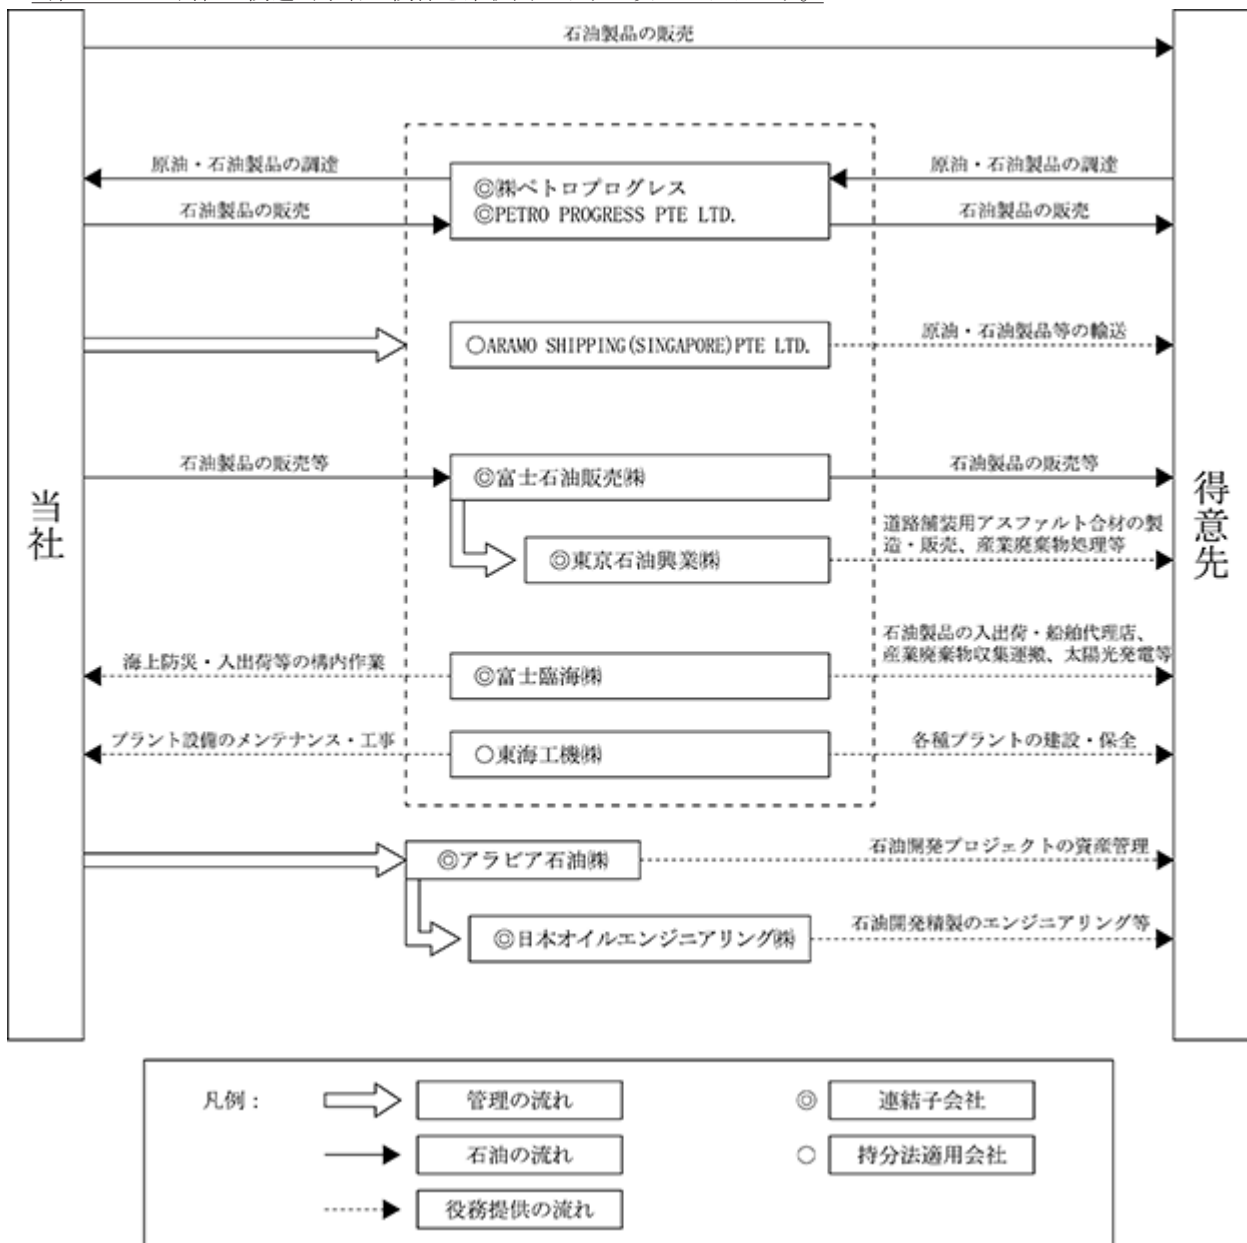 石油製品の販売
原油・石油製品の調達
石油製品の販売
◎㈱ペトロプログレス
◎PETRO PROGRESS PTE LTD.
原油・石油製品の調達
石油製品の販売
○ARAMO SHIPPING(SINGAPORE)PTE LTD.
原油・石油製品等の輸送
石油製品の販売等
◎富士石油販売㈱
石油製品の販売等
当社
得意先
◎東京石油興業㈱
道路舗装用アスファルト合材の製
造・販売、産業廃棄物処理等
海上防災・入出荷等の構内作業
◎富士臨海㈱
石油製品の入出荷・船舶代理店、
産業廃棄物収集運搬、太陽光発電等
プラント設備のメンテナンス・工事
○東海工機㈱
各種プラントの建設・保全
◎アラビア石油㈱
石油開発プロジェクトの資産管理
◎日本オイルエンジニアリング㈱
石油開発精製のエンジニアリング等
凡例：
管理の流れ
◎ 連結子会社
石油の流れ
○ 持分法適用会社
役務提供の流れ